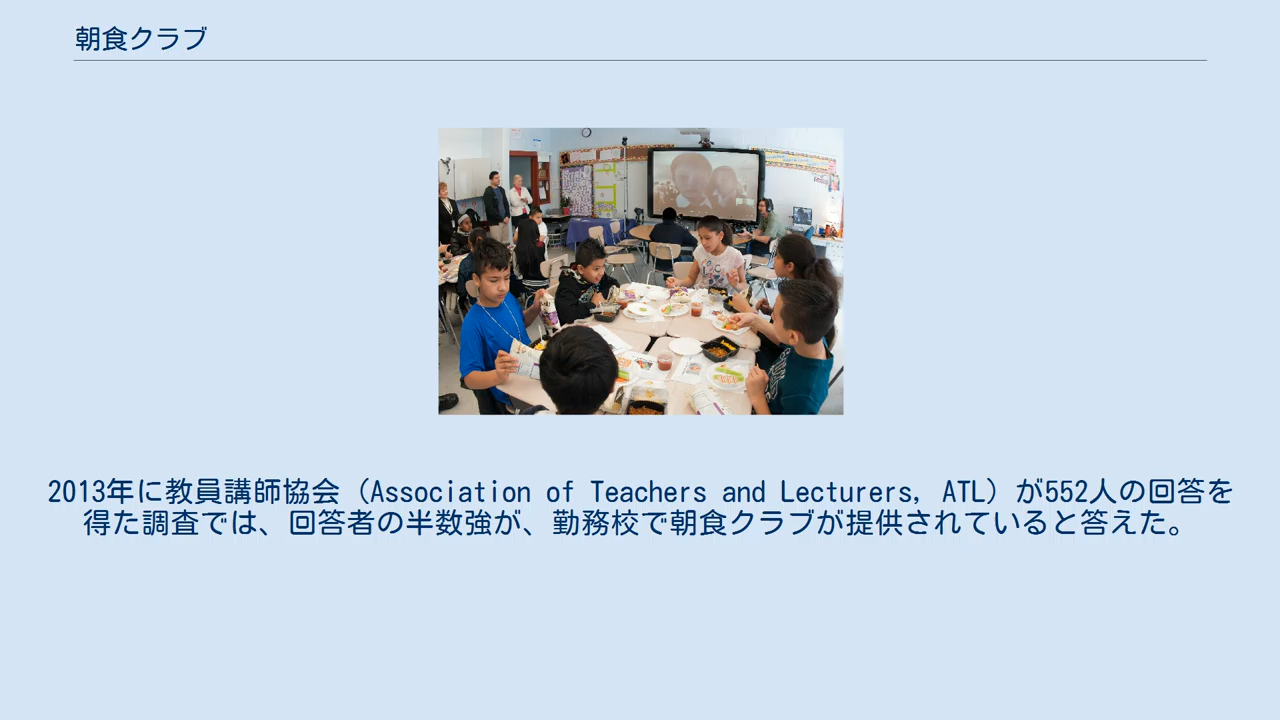 朝食クラブ
2013年に教員講師協会（Association of Teachers and Lecturers, ATL）が552人の回答を
得た調査では、回答者の半数強が、勤務校で朝食クラブが提供されていると答えた。